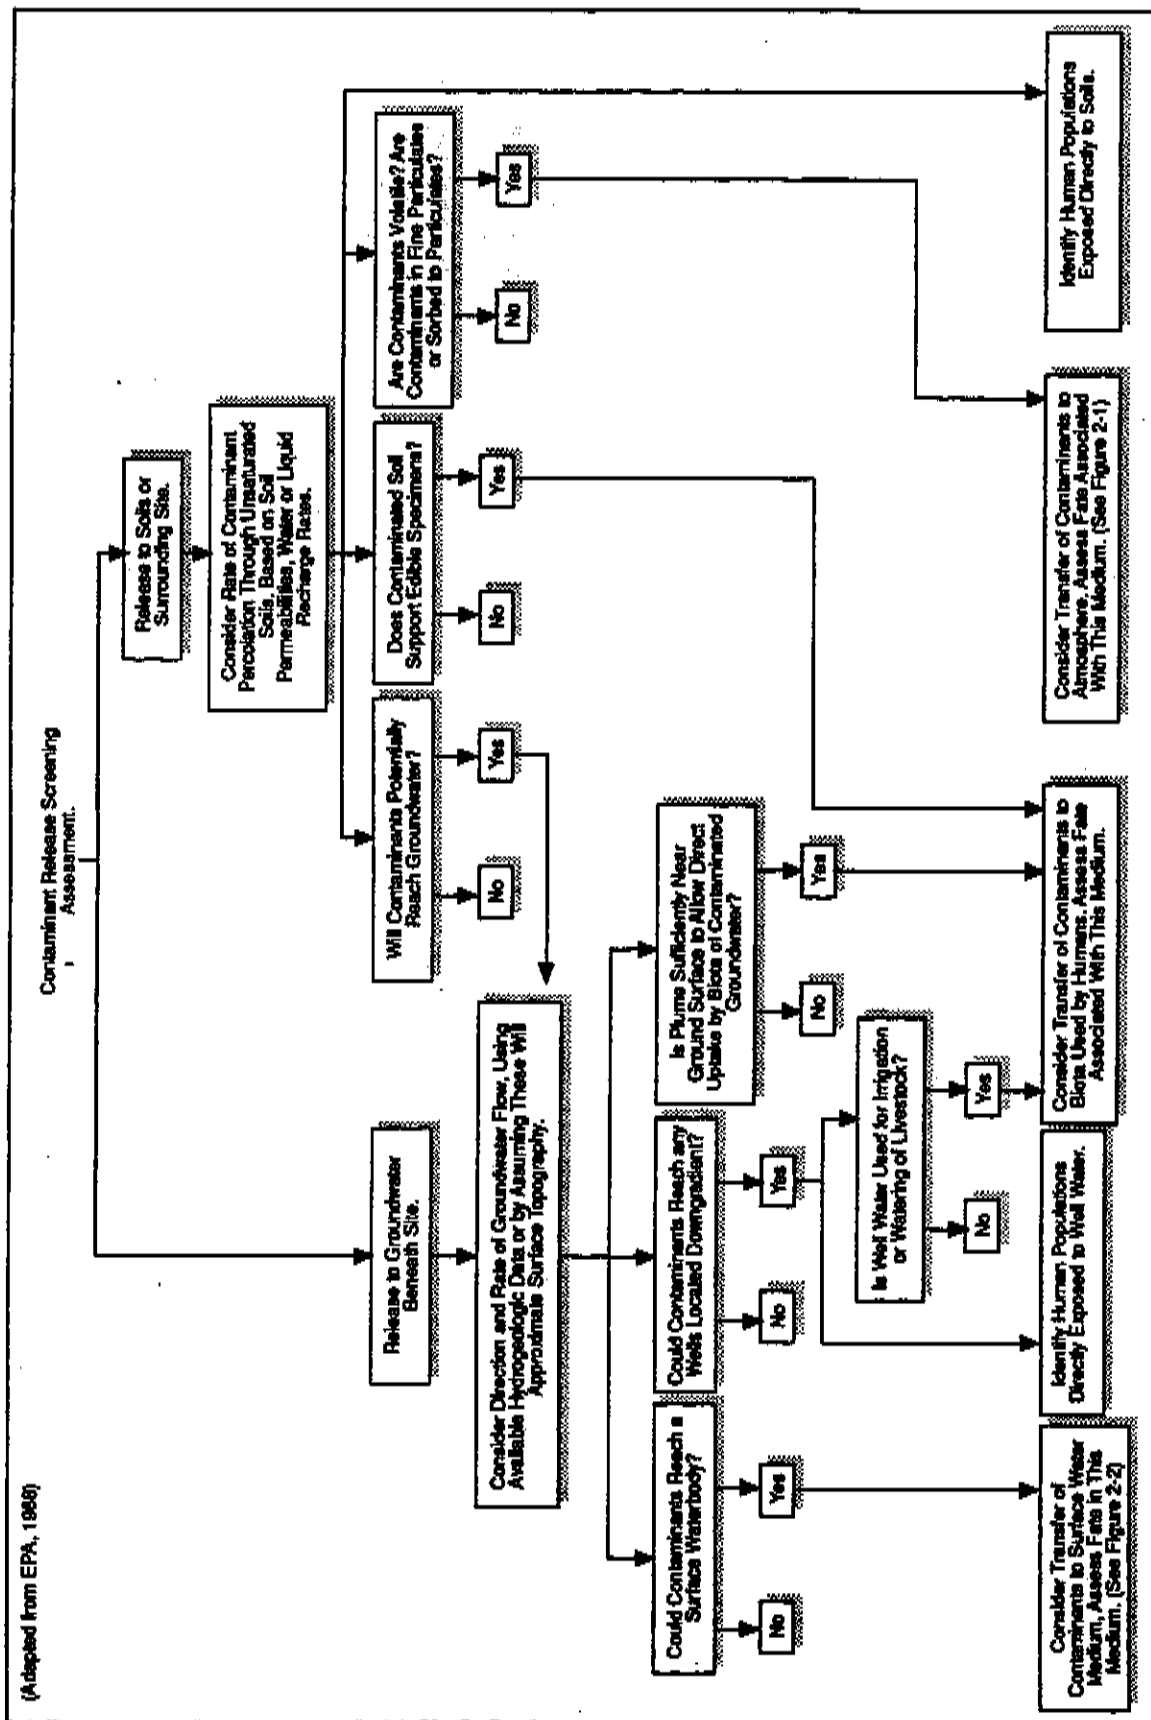 (Adapted from EPA, 1988)
Contaminant Release Screening
Assessment.
Release to Groundwater
Beneath Site.
Release to Soils or
Surrounding Site.
Consider Rate of Contaminant
Percolation Through Unsaturated
Soils, Based on Soil
Permeabilities, Water or Liquid
Recharge Rates.
Will Contaminants Potentially
Reach Groundwater?
No
Yes
Does Contaminated Soil
Support Edible Specimens?
No
Yes
Are Contaminants Volatile? Are
Contaminants in Fine Particulates
or Sorbed to Particulates?
No
Yes
Consider Direction and Rate of Groundwater Flow, Using
Available Hydrogeologic Data or by Assuming These Will
Approximate Surface Topography.
Could Contaminants Reach a
Surface Waterbody?
No
Yes
Could Contaminants Reach any
Wells Located Downgradient?
No
Yes
Is Plume Sufficiently Near
Ground Surface to Allow Direct
Uptake by Biota of Contaminated
Groundwater?
No
Yes
Is Well Water Used for Irrigation
or Watering of Livestock?
No
Yes
Consider Transfer of
Contaminants to Surface Water
Medium, Assess Fate in This
Medium. (See Figure 2-2)
Identify Human Populations
Directly Exposed to Well Water.
Consider Transfer of Contaminants to
Biota Used by Humans. Assess Fate
Associated With This Medium.
Consider Transfer of Contaminants to
Atmosphere. Assess Fate Associated
With This Medium. (See Figure 2-1)
Identify Human Populations
Exposed Directly to Soils.